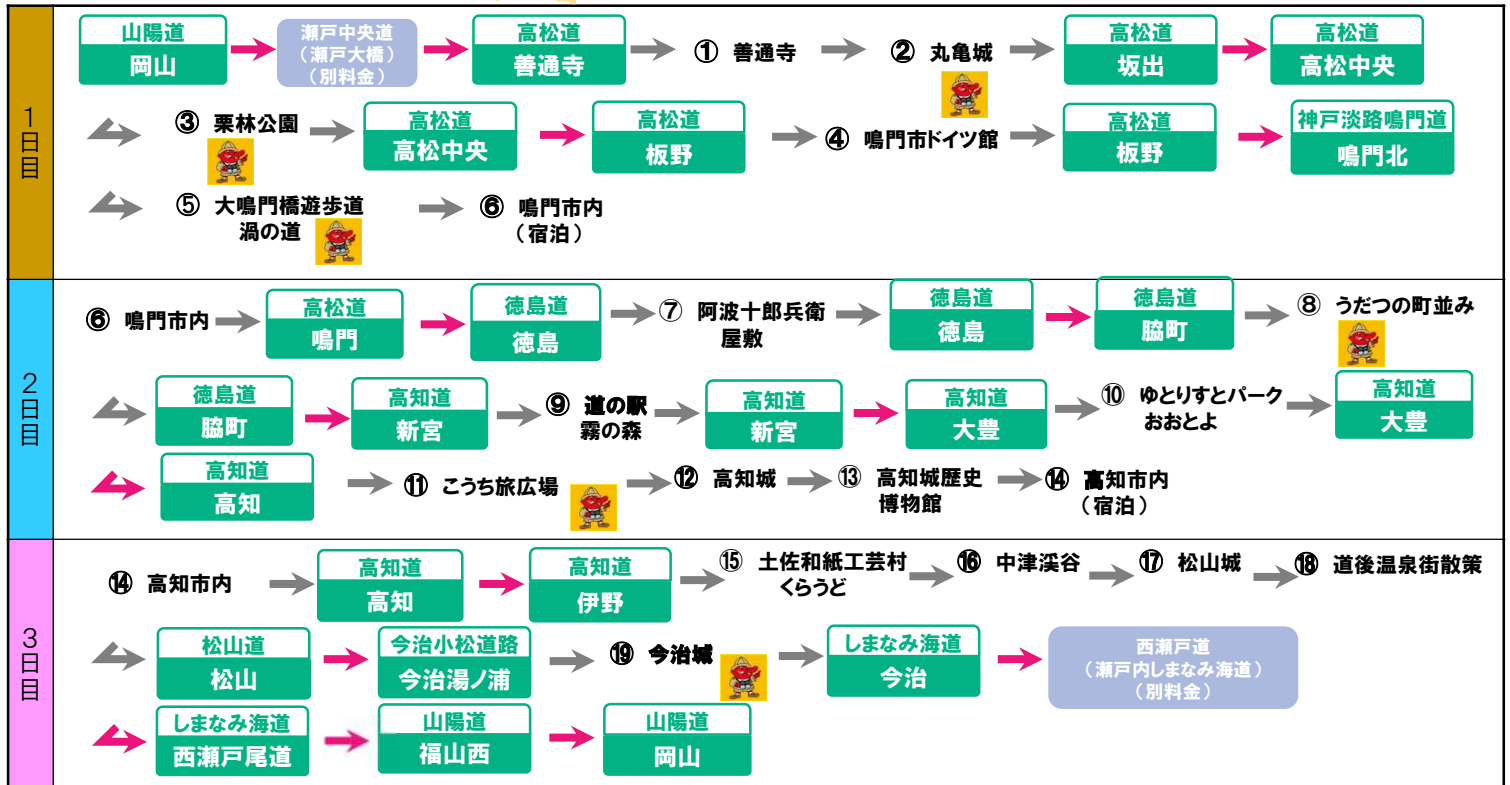 1日目
山陽道
岡山
瀬戸中央道
（瀬戸大橋）
（別料金）
高松道
善通寺
① 善通寺
② 丸亀城
高松道
坂出
高松道
高松中央
③ 栗林公園
高松道
高松中央
高松道
板野
④ 鳴門市ドイツ館
高松道
板野
神戸淡路鳴門道
鳴門北
⑤ 大鳴門橋遊歩道
渦の道
⑥ 鳴門市内
（宿泊）
2日目
⑥ 鳴門市内
高松道
鳴門
徳島道
徳島
⑦ 阿波十郎兵衛
屋敷
徳島道
徳島
徳島道
脇町
⑧ うだつの町並み
徳島道
脇町
高知道
新宮
⑨ 道の駅
霧の森
高知道
新宮
高知道
大豊
⑩ ゆとりすとパーク
おおとよ
高知道
大豊
高知道
高知
⑪ こうち旅広場
⑫ 高知城
⑬ 高知城歴史
博物館
⑭ 高知市内
（宿泊）
3日目
⑭ 高知市内
高知道
高知
高知道
伊野
⑮ 土佐和紙工芸村
くらうど
⑯ 中津渓谷
⑰ 松山城
⑱ 道後温泉街散策
松山道
松山
今治小松道路
今治湯ノ浦
⑲ 今治城
しまなみ海道
今治
西瀬戸道
（瀬戸内しまなみ海道）
（別料金）
しまなみ海道
西瀬戸尾道
山陽道
福山西
山陽道
岡山